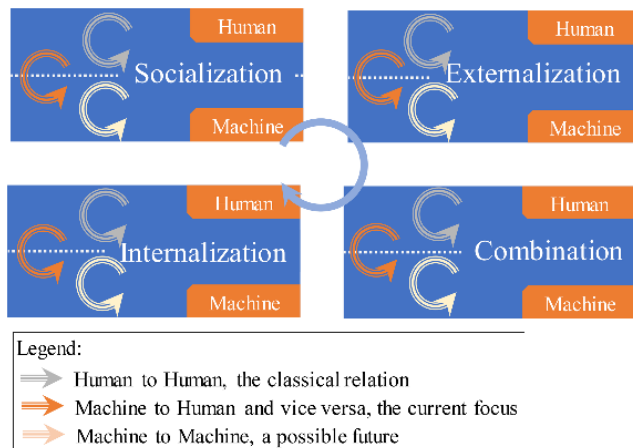 Human
Socialization
Machine
Human
Externalization
Machine
Human
Internalization
Machine
Human
Combination
Machine
Legend:
Human to Human, the classical relation
Machine to Human and vice versa, the current focus
Machine to Machine, a possible future